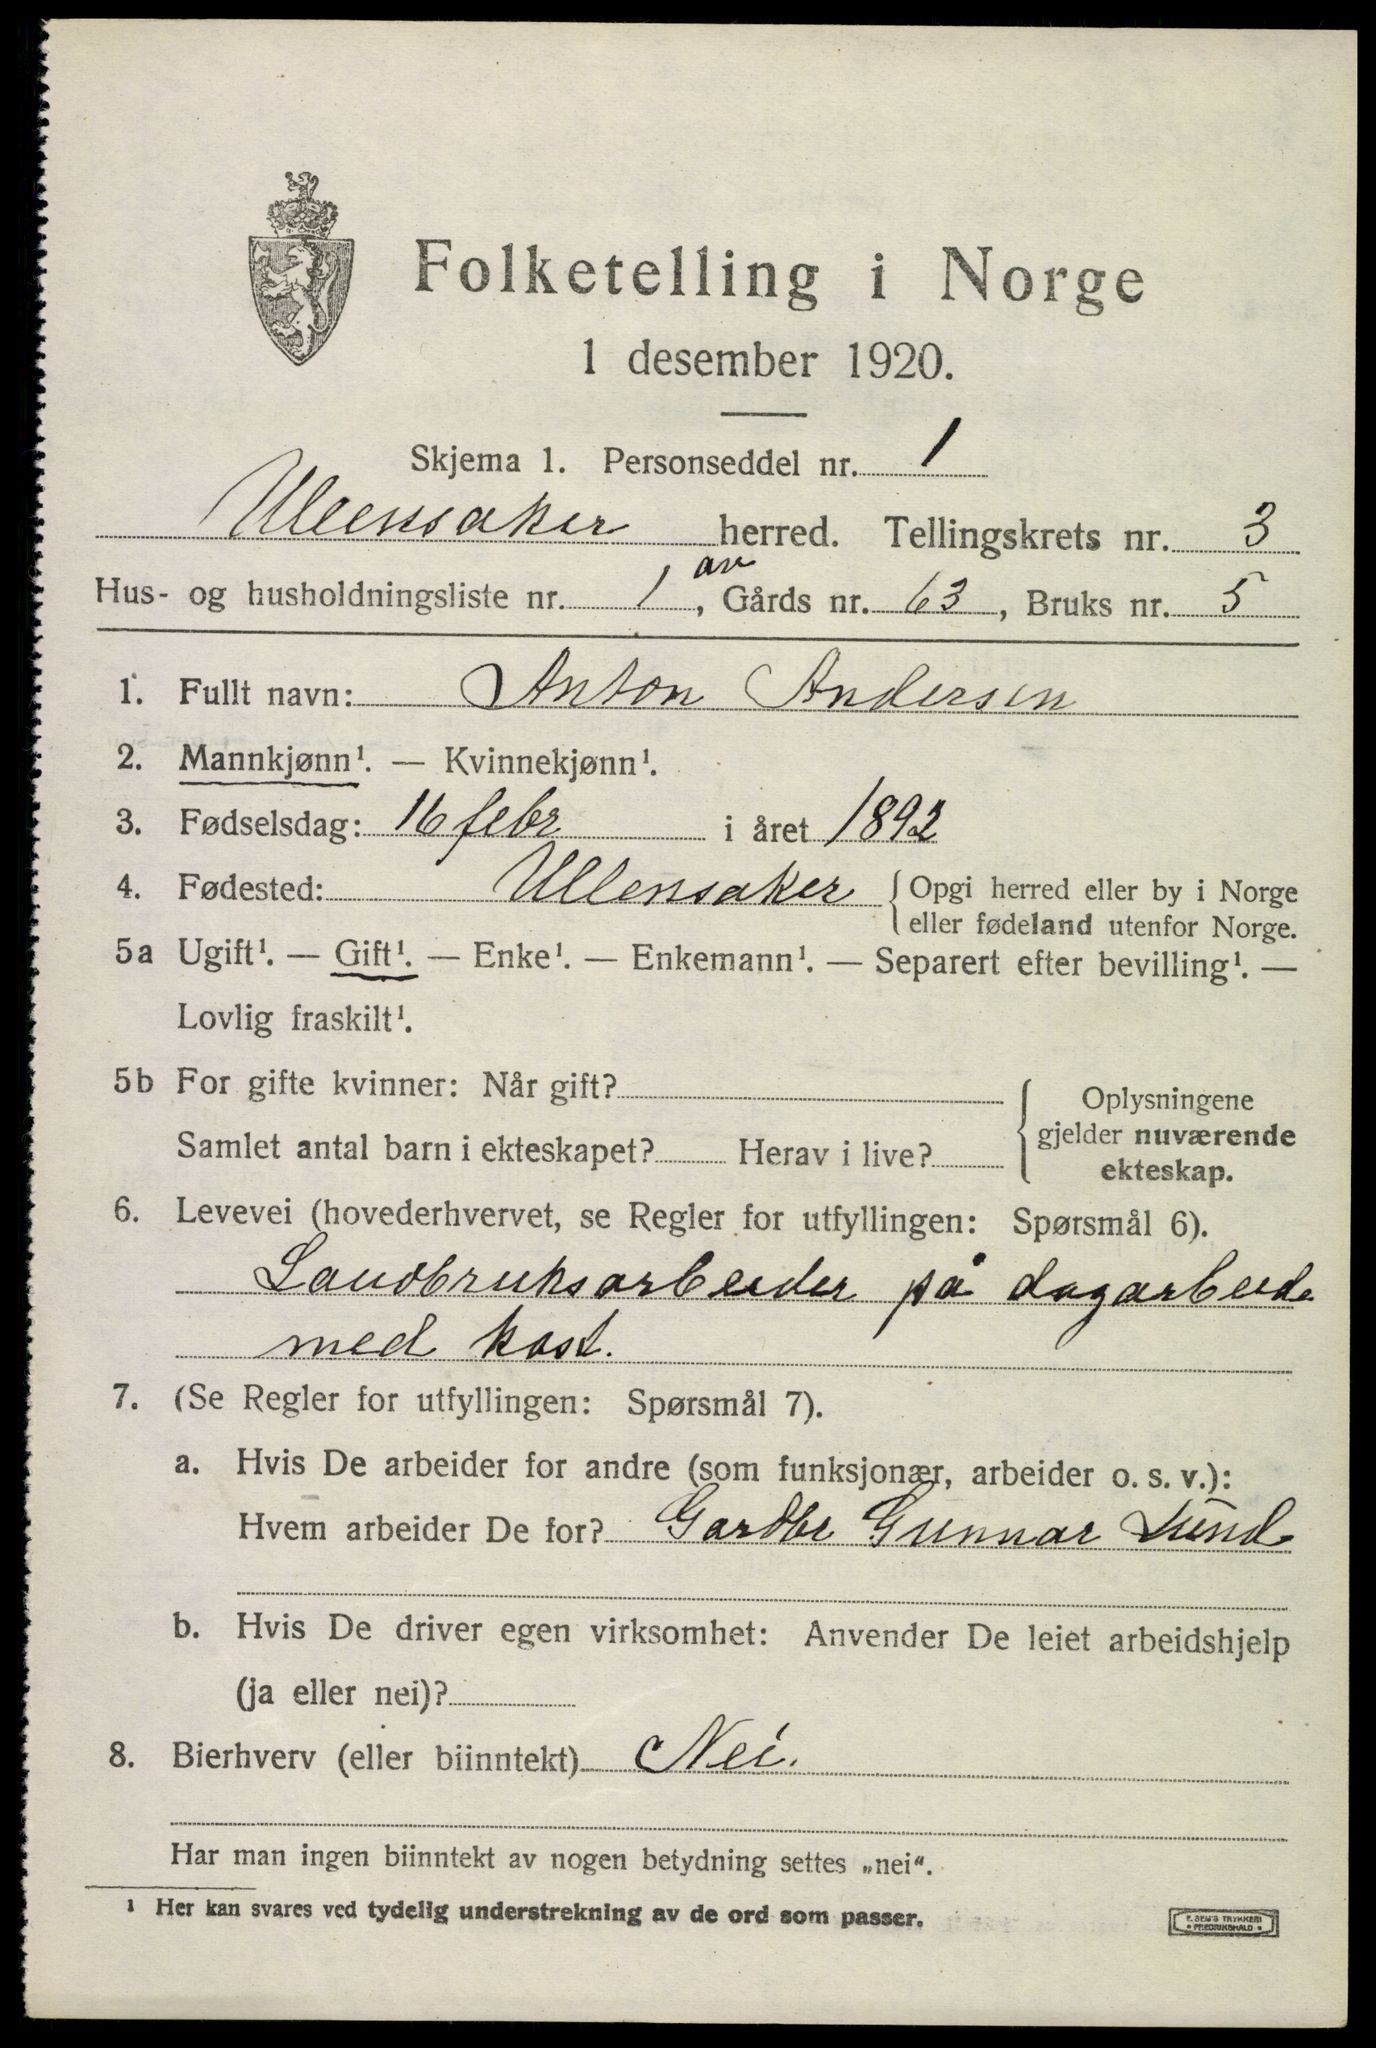 Folketelling i Norge
1 desember 1920.
Skjema 1. Personseddel nr. 1
Ullensaker herred. Tellingskrets nr. 3
Hus- og husholdningsliste nr. 1, Gårds nr. 63, Bruks nr. 5
1. Fullt navn: Anton Andersen
2. Mannkjønn¹. — Kvinnekjønn¹.
3. Fødselsdag: 16 febr i året 1892
4. Fødested: Ullensaker { Opgi herred eller by i Norge
eller fødeland utenfor Norge.
5a Ugift¹. — Gift¹. — Enke¹. — Enkemann¹. — Separert efter bevilling¹. —
Lovlig fraskilt¹.
5b For gifte kvinner: Når gift?
Samlet antal barn i ekteskapet? Herav i live?
{ Oplysningene
gjelder nuværende
ekteskap.
6. Levevei (hovederhvervet, se Regler for utfyllingen: Spørsmål 6).
Landbruksarbeider på dagarbeide
med kost.
7. (Se Regler for utfyllingen: Spørsmål 7).
a. Hvis De arbeider for andre (som funksjonær, arbeider o. s. v.):
Hvem arbeider De for? Gardbr Gunnar Lund
b. Hvis De driver egen virksomhet: Anvender De leiet arbeidshjelp
(ja eller nei)?
8. Bierhverv (eller biinntekt) Nei.
Har man ingen biinntekt av nogen betydning settes „nei“.
¹ Her kan svares ved tydelig understrekning av de ord som passer.
E. SEM'S TRYKKERI
• FREDRIKSHALD •